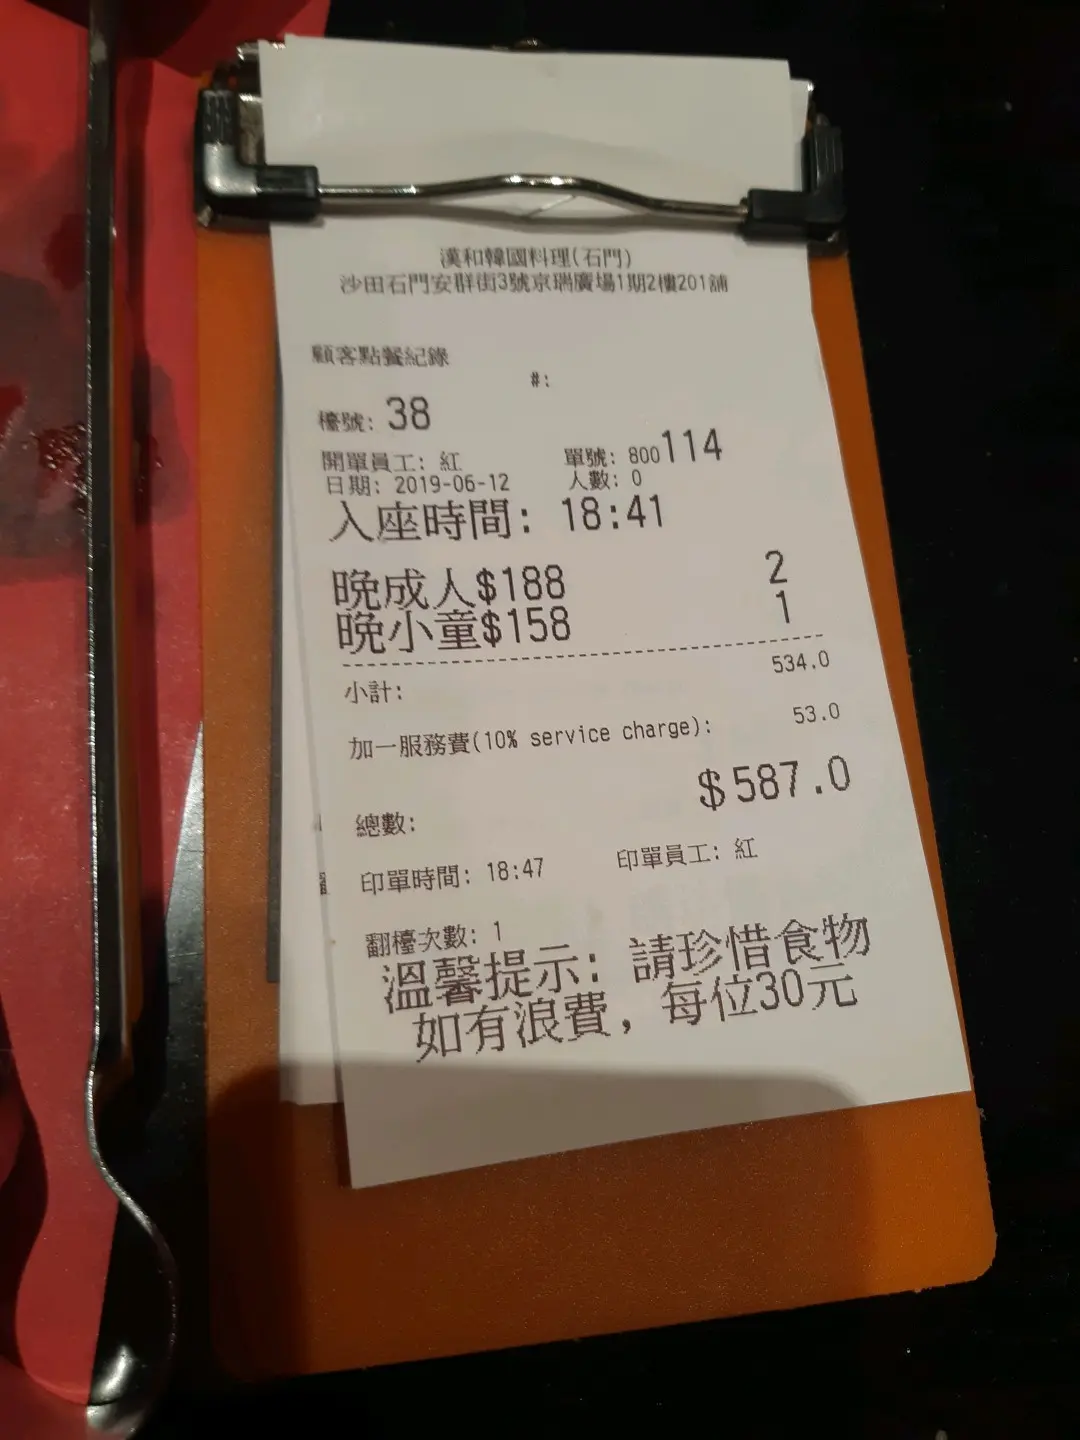 漢和韓國料理(石門)
沙田石門安群街3號京瑞廣場1期2樓201舖
顧客點餐紀錄
#:
檯號: 38
開單員工: 紅 單號: 800114
日期: 2019-06-12 人數: 0
入座時間: 18:41
晚成人$188 2
晚小童$158 1
小計: 534.0
加一服務費(10% service charge): 53.0
總數: $587.0
印單時間: 18:47 印單員工: 紅
翻檯次數: 1
溫馨提示: 請珍惜食物
如有浪費, 每位30元